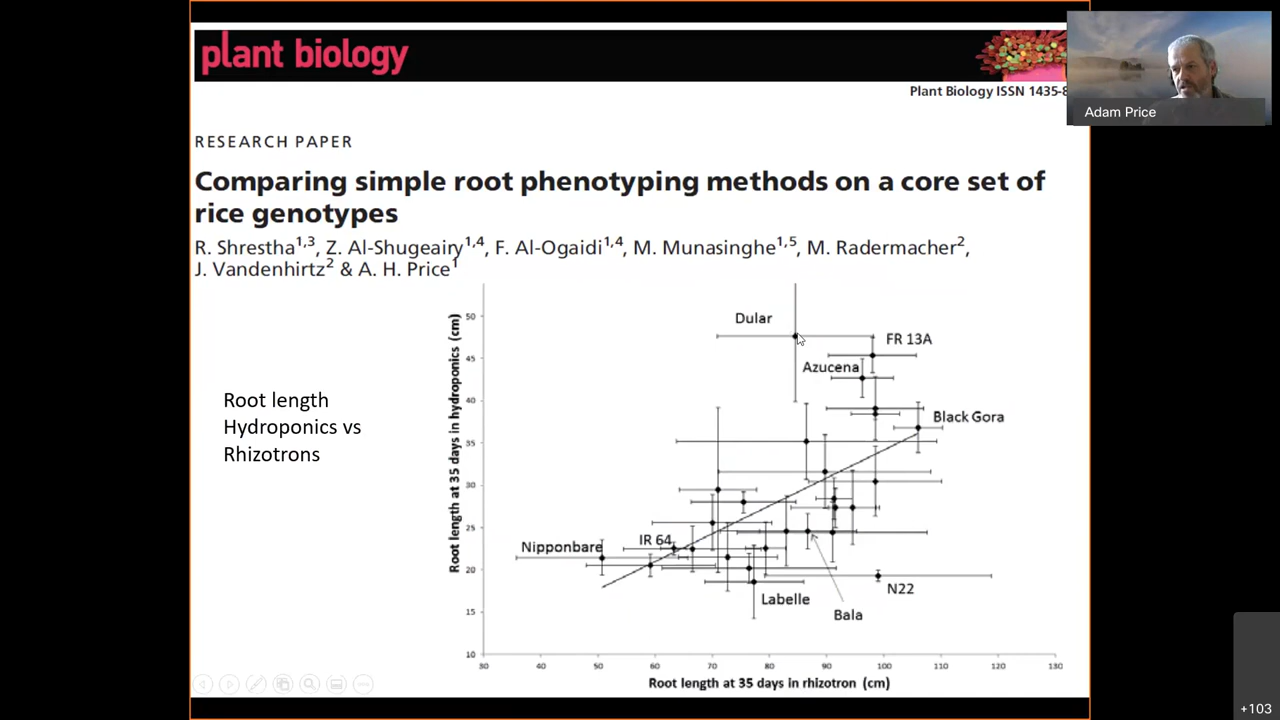 plant biology
Plant Biology ISSN 1435-8
Adam Price
RESEARCH PAPER
Comparing simple root phenotyping methods on a core set of
rice genotypes
R. Shrestha1,3, Z. Al-Shugeairy1,4, F. Al-Ogaidi1,4, M. Munasinghe1,5, M. Radermacher2,
J. Vandenhirtz2 & A. H. Price1
Root length
Hydroponics vs
Rhizotrons
Root length at 35 days in hydroponics (cm)
50
45
40
35
30
25
20
15
10
Dular
FR 13A
Azucena
Black Gora
IR 64
Nipponbare
N22
Labelle
Bala
30 40 50 60 70 80 90 100 110 120 130
Root length at 35 days in rhizotron (cm)
+103